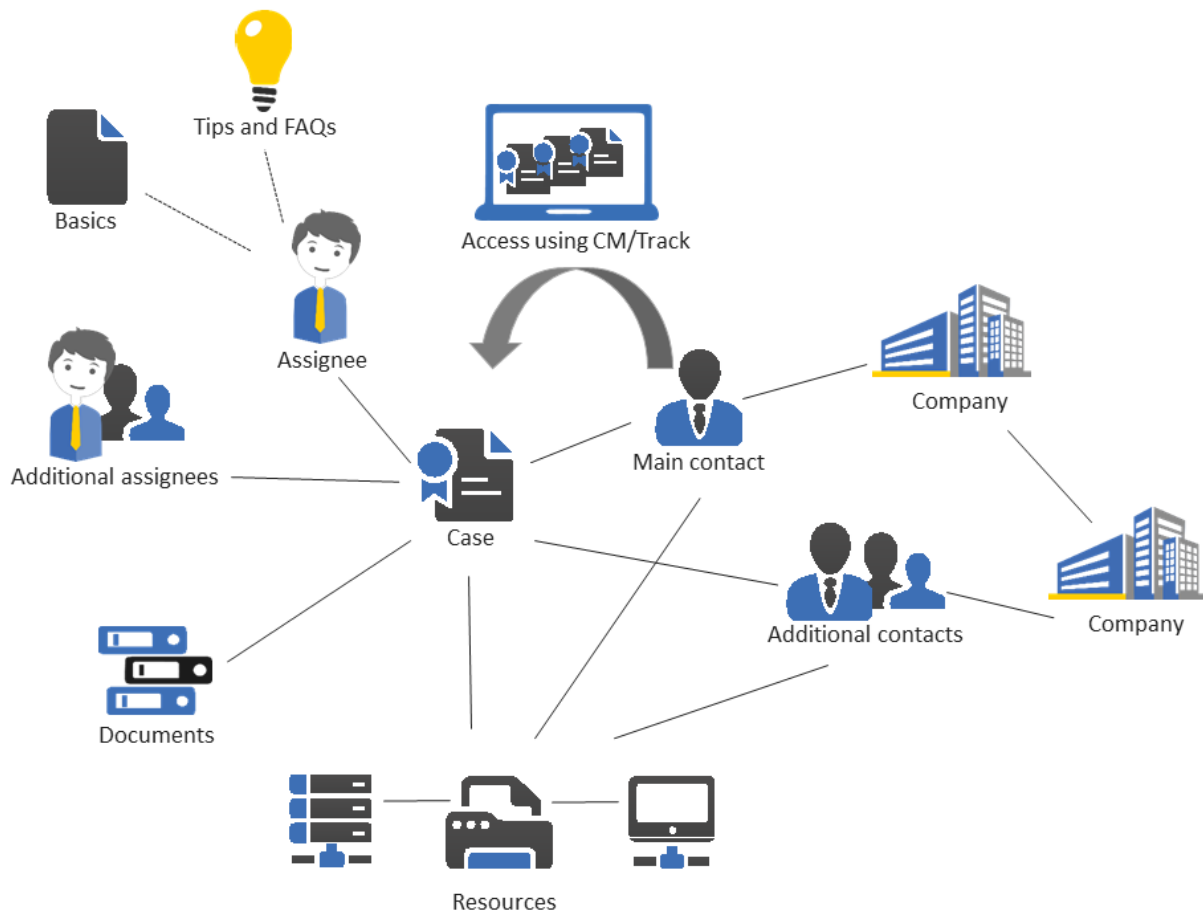 Tips and FAQs
Basics
Access using CM/Track
Assignee
Company
Main contact
Additional assignees
Case
Company
Additional contacts
Documents
Resources